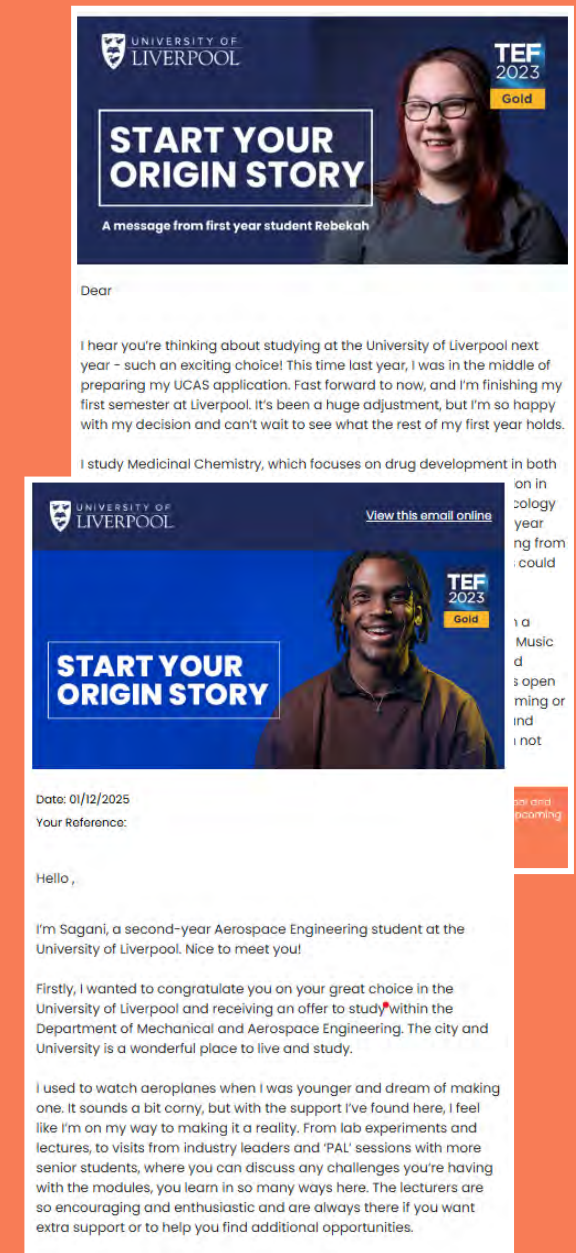 UNIVERSITY OF
LIVERPOOL
TEF
2023
Gold
START YOUR
ORIGIN STORY
A message from first year student Rebekah
Dear
I hear you're thinking about studying at the University of Liverpool next
year - such an exciting choice! This time last year, I was in the middle of
preparing my UCAS application. Fast forward to now, and I'm finishing my
first semester at Liverpool. It's been a huge adjustment, but I'm so happy
with my decision and can't wait to see what the rest of my first year holds.
I study Medicinal Chemistry, which focuses on drug development in both
in
year
from
could
a
Music
open
or
not
and
UNIVERSITY OF
LIVERPOOL
View this email online
TEF
2023
Gold
START YOUR
ORIGIN STORY
Date: 01/12/2025
Your Reference:
Hello ,
I'm Sagani, a second-year Aerospace Engineering student at the
University of Liverpool. Nice to meet you!
Firstly, I wanted to congratulate you on your great choice in the
University of Liverpool and receiving an offer to study within the
Department of Mechanical and Aerospace Engineering. The city and
University is a wonderful place to live and study.
I used to watch aeroplanes when I was younger and dream of making
one. It sounds a bit corny, but with the support I've found here, I feel
like I'm on my way to making it a reality. From lab experiments and
lectures, to visits from industry leaders and 'PAL' sessions with more
senior students, where you can discuss any challenges you're having
with the modules, you learn in so many ways here. The lecturers are
so encouraging and enthusiastic and are always there if you want
extra support or to help you find additional opportunities.